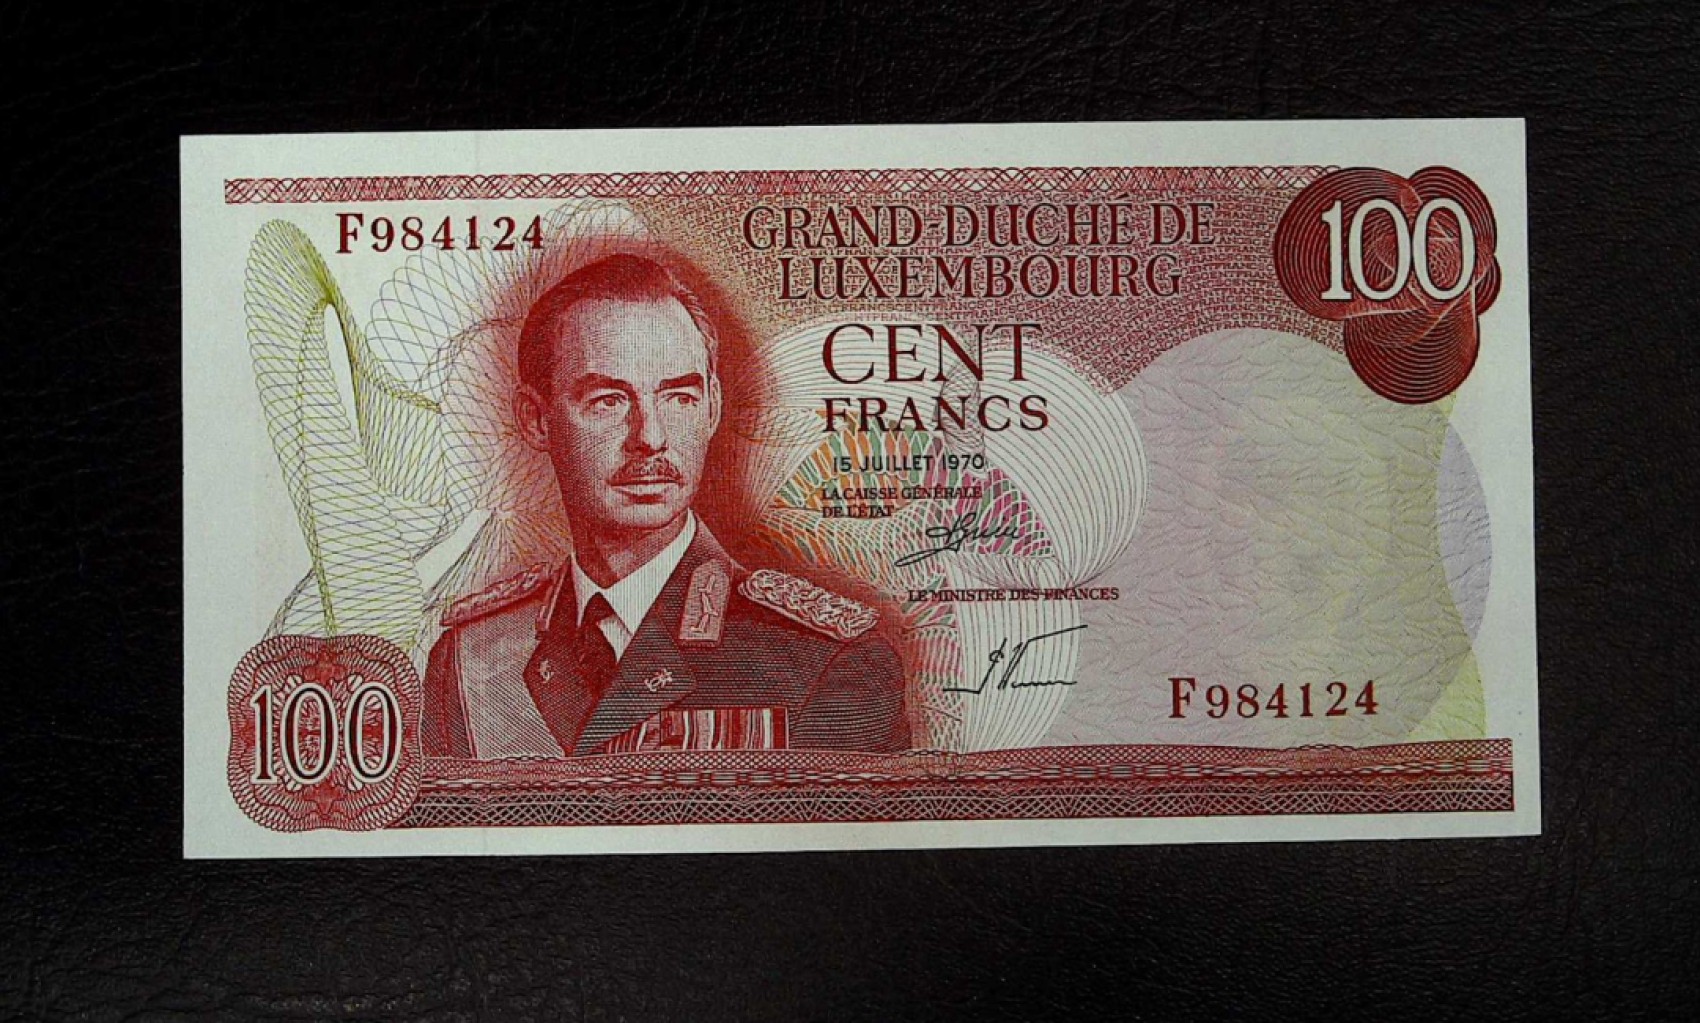 F984124
GRAND-DUCHÉ DE
LUXEMBOURG
100
CENT
FRANCS
15 JUILLET 1970
LA CAISSE GÉNÉRALE
DE L'ÉTAT
LE MINISTRE DES FINANCES
F984124
100